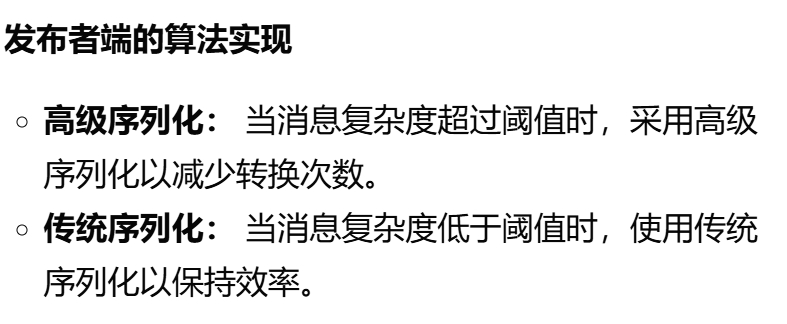 发布者端的算法实现
高级序列化： 当消息复杂度超过阈值时，采用高级
序列化以减少转换次数。
传统序列化： 当消息复杂度低于阈值时，使用传统
序列化以保持效率。